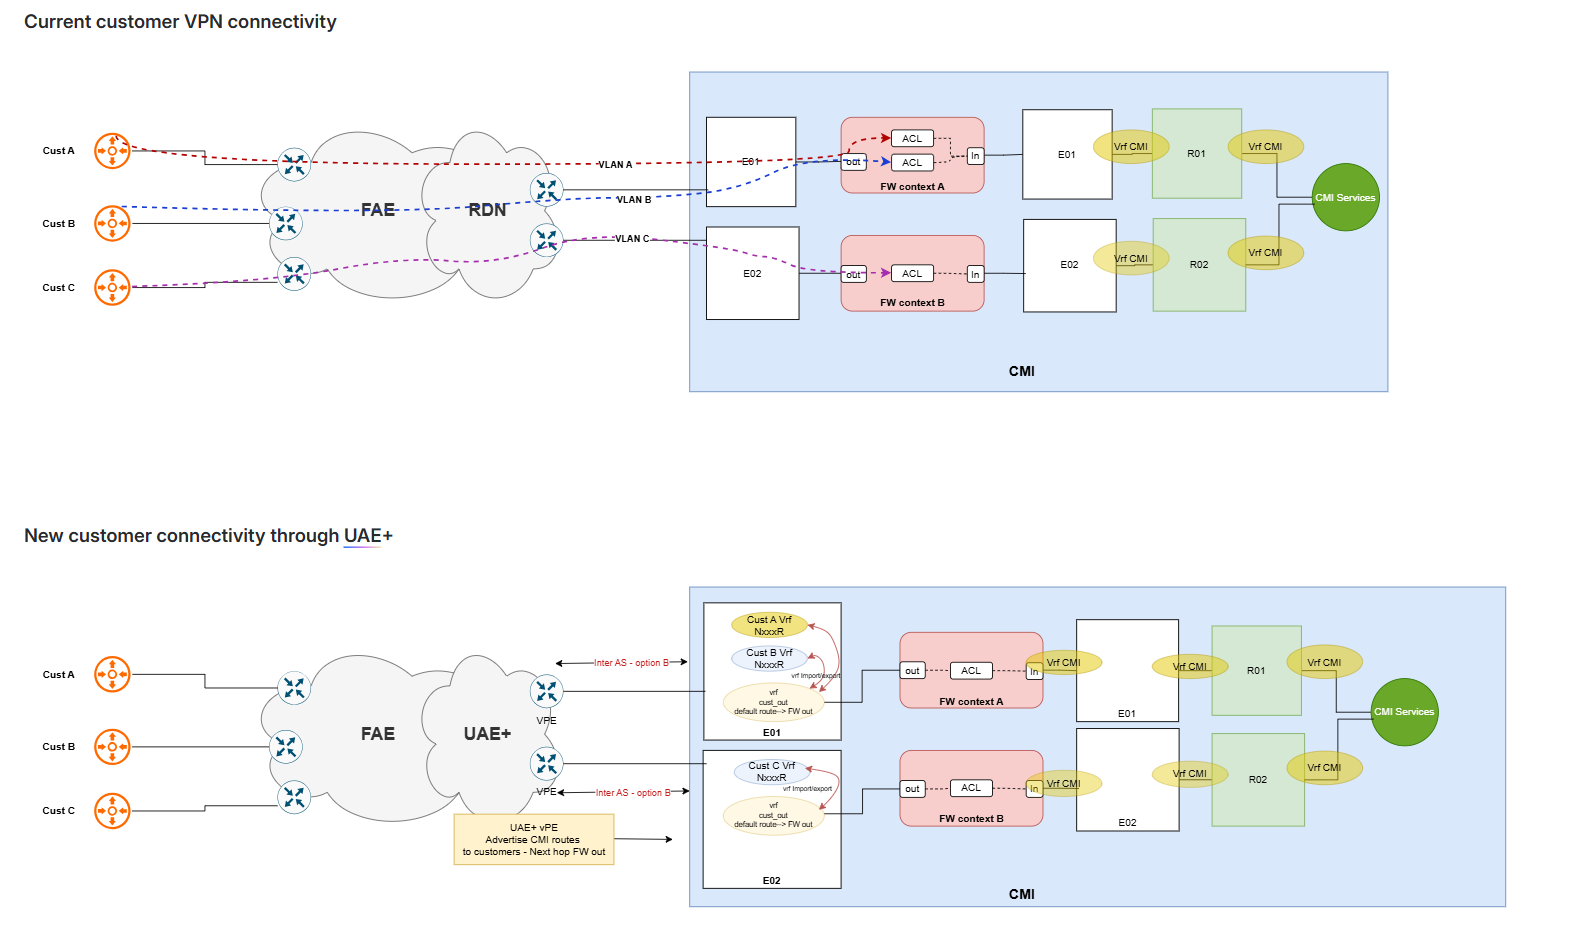 Current customer VPN connectivity
Cust A
Cust B
Cust C
FAE
RDN
VLAN A
VLAN B
VLAN C
E01
E02
out
ACL
ACL
In
FW context A
out
ACL
In
FW context B
E01
E02
Vrf CMI
R01
Vrf CMI
Vrf CMI
R02
Vrf CMI
CMI Services
CMI
New customer connectivity through UAE+
Cust A
Cust B
Cust C
FAE
UAE+
VPE
VPE
Inter AS - option B
Inter AS - option B
UAE+ vPE
Advertise CMI routes
to customers - Next hop FW out
Cust A Vrf
NxxxR
Cust B Vrf
NxxxR
vrf Import/export
vrf
cust_out
default route--> FW out
E01
Cust C Vrf
NxxxR
vrf Import/export
vrf
cust_out
default route--> FW out
E02
out
ACL
In
FW context A
out
ACL
In
FW context B
Vrf CMI
E01
Vrf CMI
R01
Vrf CMI
Vrf CMI
E02
Vrf CMI
R02
Vrf CMI
CMI Services
CMI